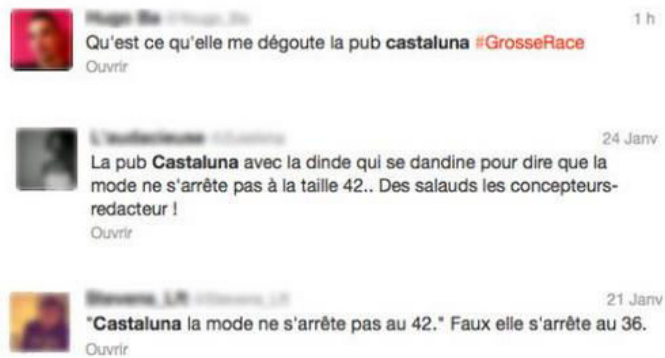 1 h
Qu'est ce qu'elle me dégoute la pub castaluna #GrosseRace
Ouvrir
24 Janv
La pub Castaluna avec la dinde qui se dandine pour dire que la
mode ne s'arrête pas à la taille 42.. Des salauds les concepteurs-
redacteur !
Ouvrir
21 Janv
"Castaluna la mode ne s'arrête pas au 42." Faux elle s'arrête au 36.
Ouvrir